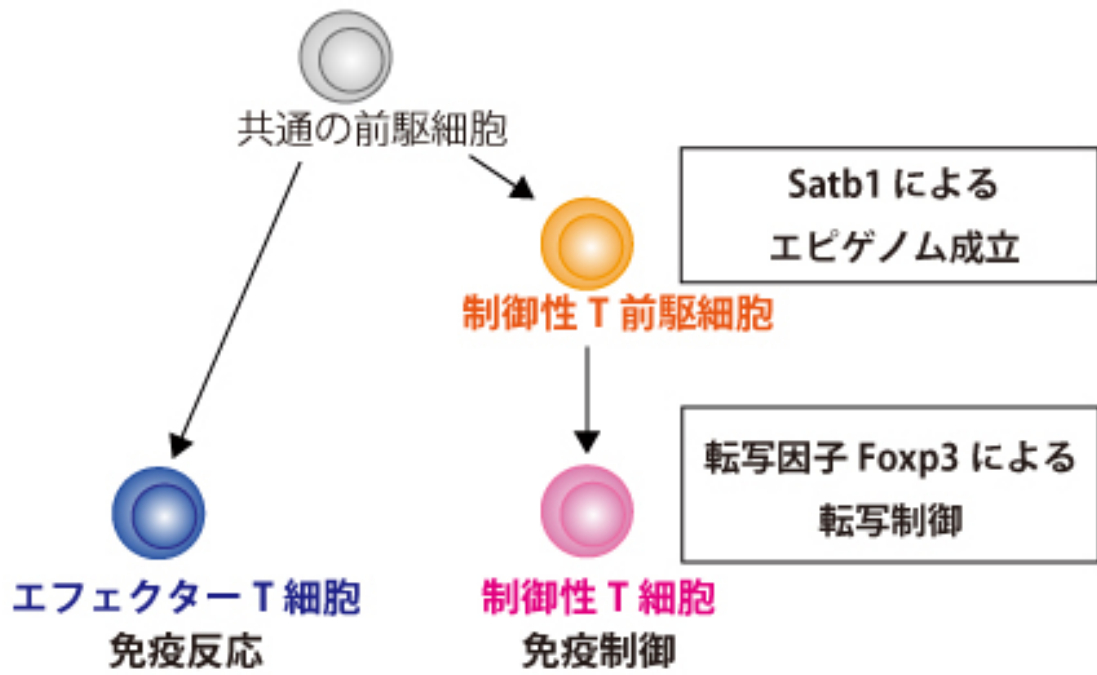 共通の前駆細胞
Satb1 による
エピゲノム成立
制御性 T 前駆細胞
転写因子 Foxp3 による
転写制御
エフェクター T 細胞
免疫反応
制御性 T 細胞
免疫制御